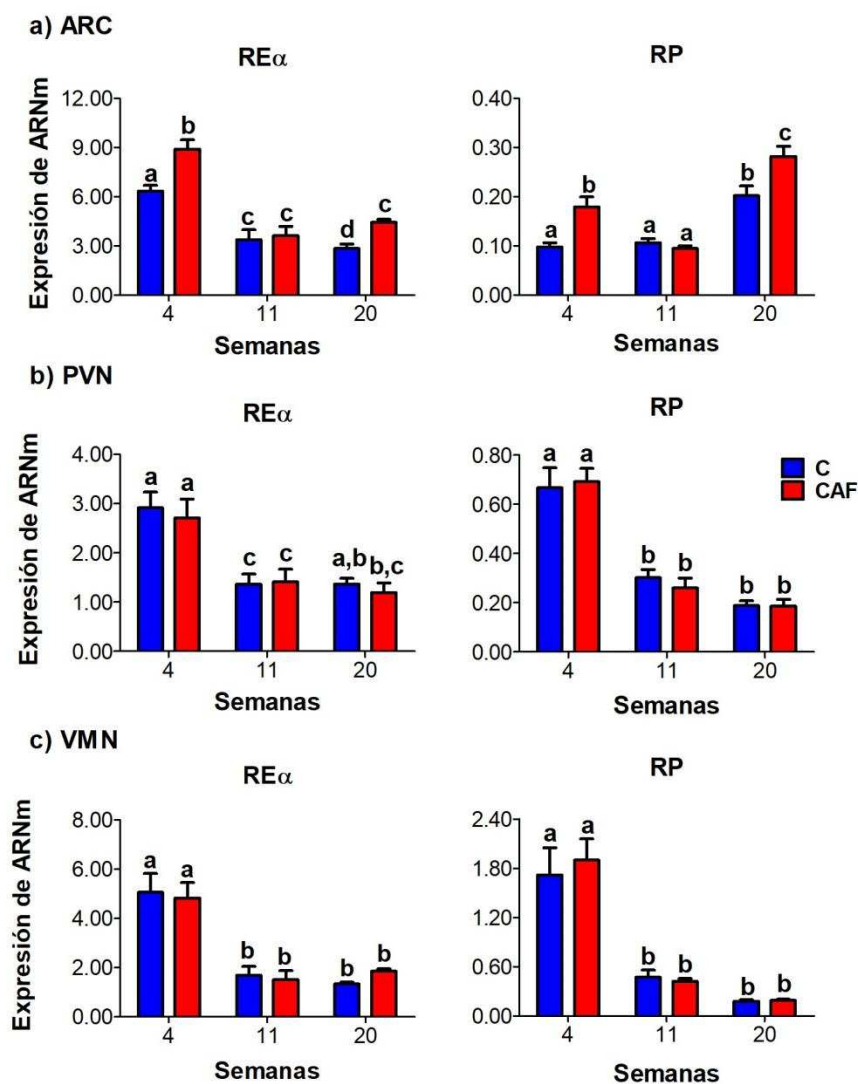 a) ARC
REα
RP
Expresión de ARNm
12.00
9.00
6.00
3.00
0.00
a
b
c
c
d
c
4
11
20
Semanas
0.40
0.30
0.20
0.10
0.00
a
b
a
a
b
c
4
11
20
Semanas
b) PVN
REα
RP
Expresión de ARNm
4.00
3.00
2.00
1.00
0.00
a
a
c
c
a,b
b,c
4
11
20
Semanas
0.80
0.60
0.40
0.20
0.00
a
a
b
b
b
b
4
11
20
Semanas
C
CAF
c) VMN
REα
RP
Expresión de ARNm
8.00
6.00
4.00
2.00
0.00
a
a
b
b
b
b
4
11
20
Semanas
2.40
1.80
1.20
0.60
0.00
a
a
b
b
b
b
4
11
20
Semanas